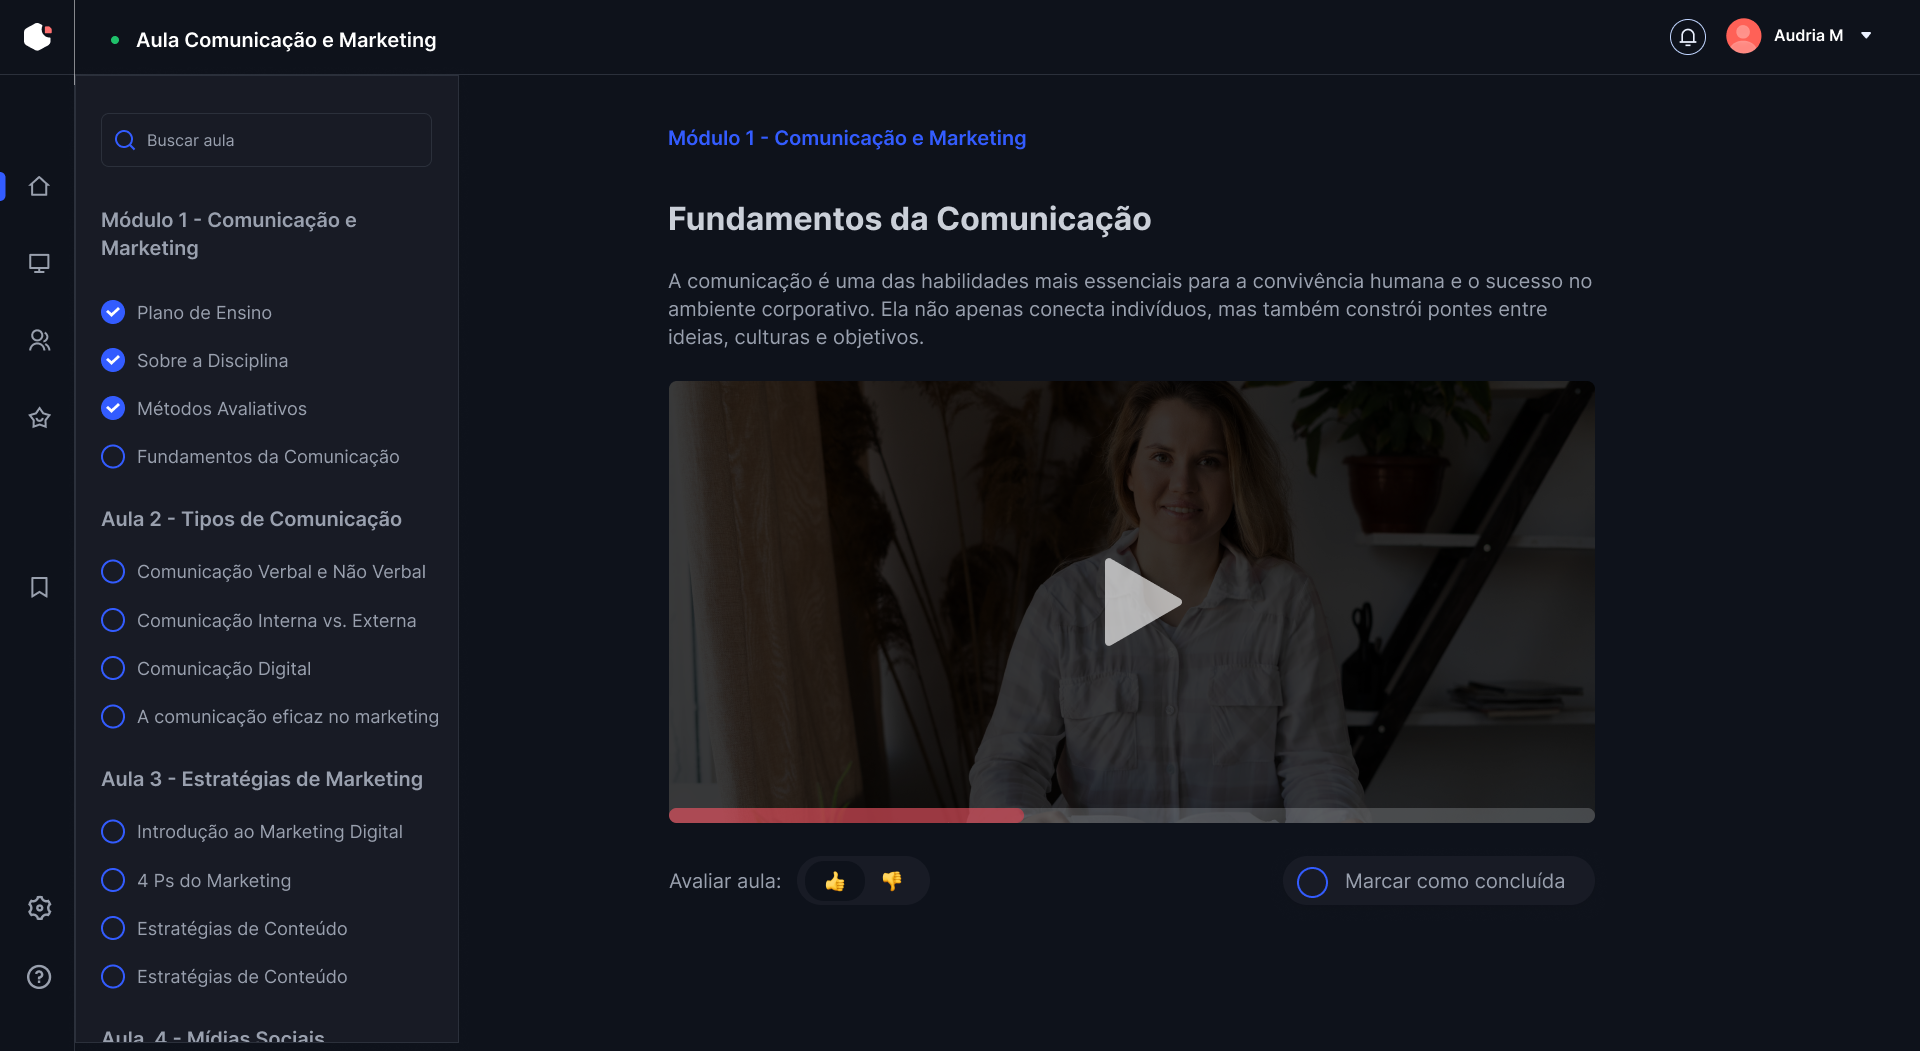 Aula Comunicação e Marketing
Audria M
Buscar aula
Módulo 1 - Comunicação e
Marketing
Plano de Ensino
Sobre a Disciplina
Métodos Avaliativos
Fundamentos da Comunicação
Aula 2 - Tipos de Comunicação
Comunicação Verbal e Não Verbal
Comunicação Interna vs. Externa
Comunicação Digital
A comunicação eficaz no marketing
Aula 3 - Estratégias de Marketing
Introdução ao Marketing Digital
4 Ps do Marketing
Estratégias de Conteúdo
Estratégias de Conteúdo
Aula 4 - Mídias Sociais
Módulo 1 - Comunicação e Marketing
Fundamentos da Comunicação
A comunicação é uma das habilidades mais essenciais para a convivência humana e o sucesso no
ambiente corporativo. Ela não apenas conecta indivíduos, mas também constrói pontes entre
ideias, culturas e objetivos.
Avaliar aula:
Marcar como concluída